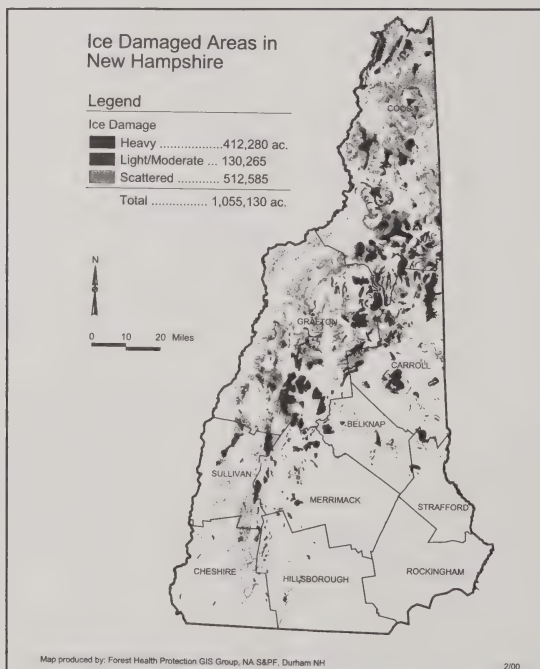 Ice Damaged Areas in
New Hampshire
Legend
Ice Damage
Heavy ..................412,280 ac.
Light/Moderate ... 130,265
Scattered ............ 512,585
Total ................ 1,055,130 ac.
N
0 10 20 Miles
COOS
GRAFTON
CARROLL
BELKNAP
SULLIVAN
MERRIMACK
STRAFFORD
CHESHIRE
HILLSBOROUGH
ROCKINGHAM
Map produced by: Forest Health Protection GIS Group, NA S&PF, Durham NH
2/00